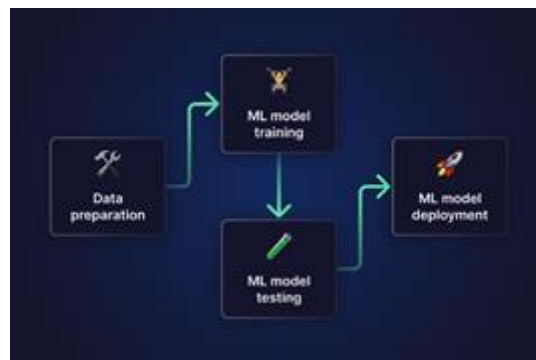 Data
preparation
ML model
training
ML model
testing
ML model
deployment